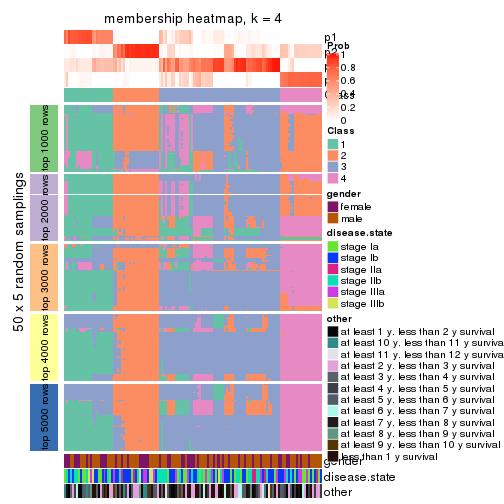 membership heatmap, k = 4
p1
Prob
1
0.8
0.6
0.4
0.2
0
Class
1
2
3
4
gender
female
male
disease.state
stage Ia
stage Ib
stage IIa
stage IIb
stage IIIa
stage IIIb
other
at least 1 y. less than 2 y survival
at least 10 y. less than 11 y survival
at least 11 y. less than 12 y survival
at least 2 y. less than 3 y survival
at least 3 y. less than 4 y survival
at least 4 y. less than 5 y survival
at least 5 y. less than 6 y survival
at least 6 y. less than 7 y survival
at least 7 y. less than 8 y survival
at least 8 y. less than 9 y survival
at least 9 y. less than 10 y survival
less than 1 y survival
50 x 5 random samplings
top 1000 rows
top 2000 rows
top 3000 rows
top 4000 rows
top 5000 rows
gender
disease.state
other